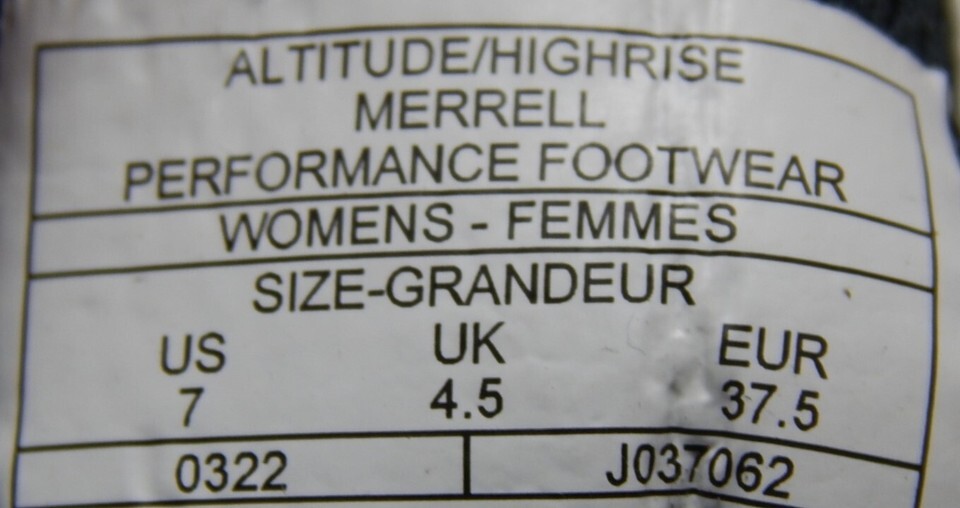 ALTITUDE/HIGHRISE
MERRELL
PERFORMANCE FOOTWEAR
WOMENS - FEMMES
SIZE-GRANDEUR
US UK EUR
7 4.5 37.5
0322 J037062